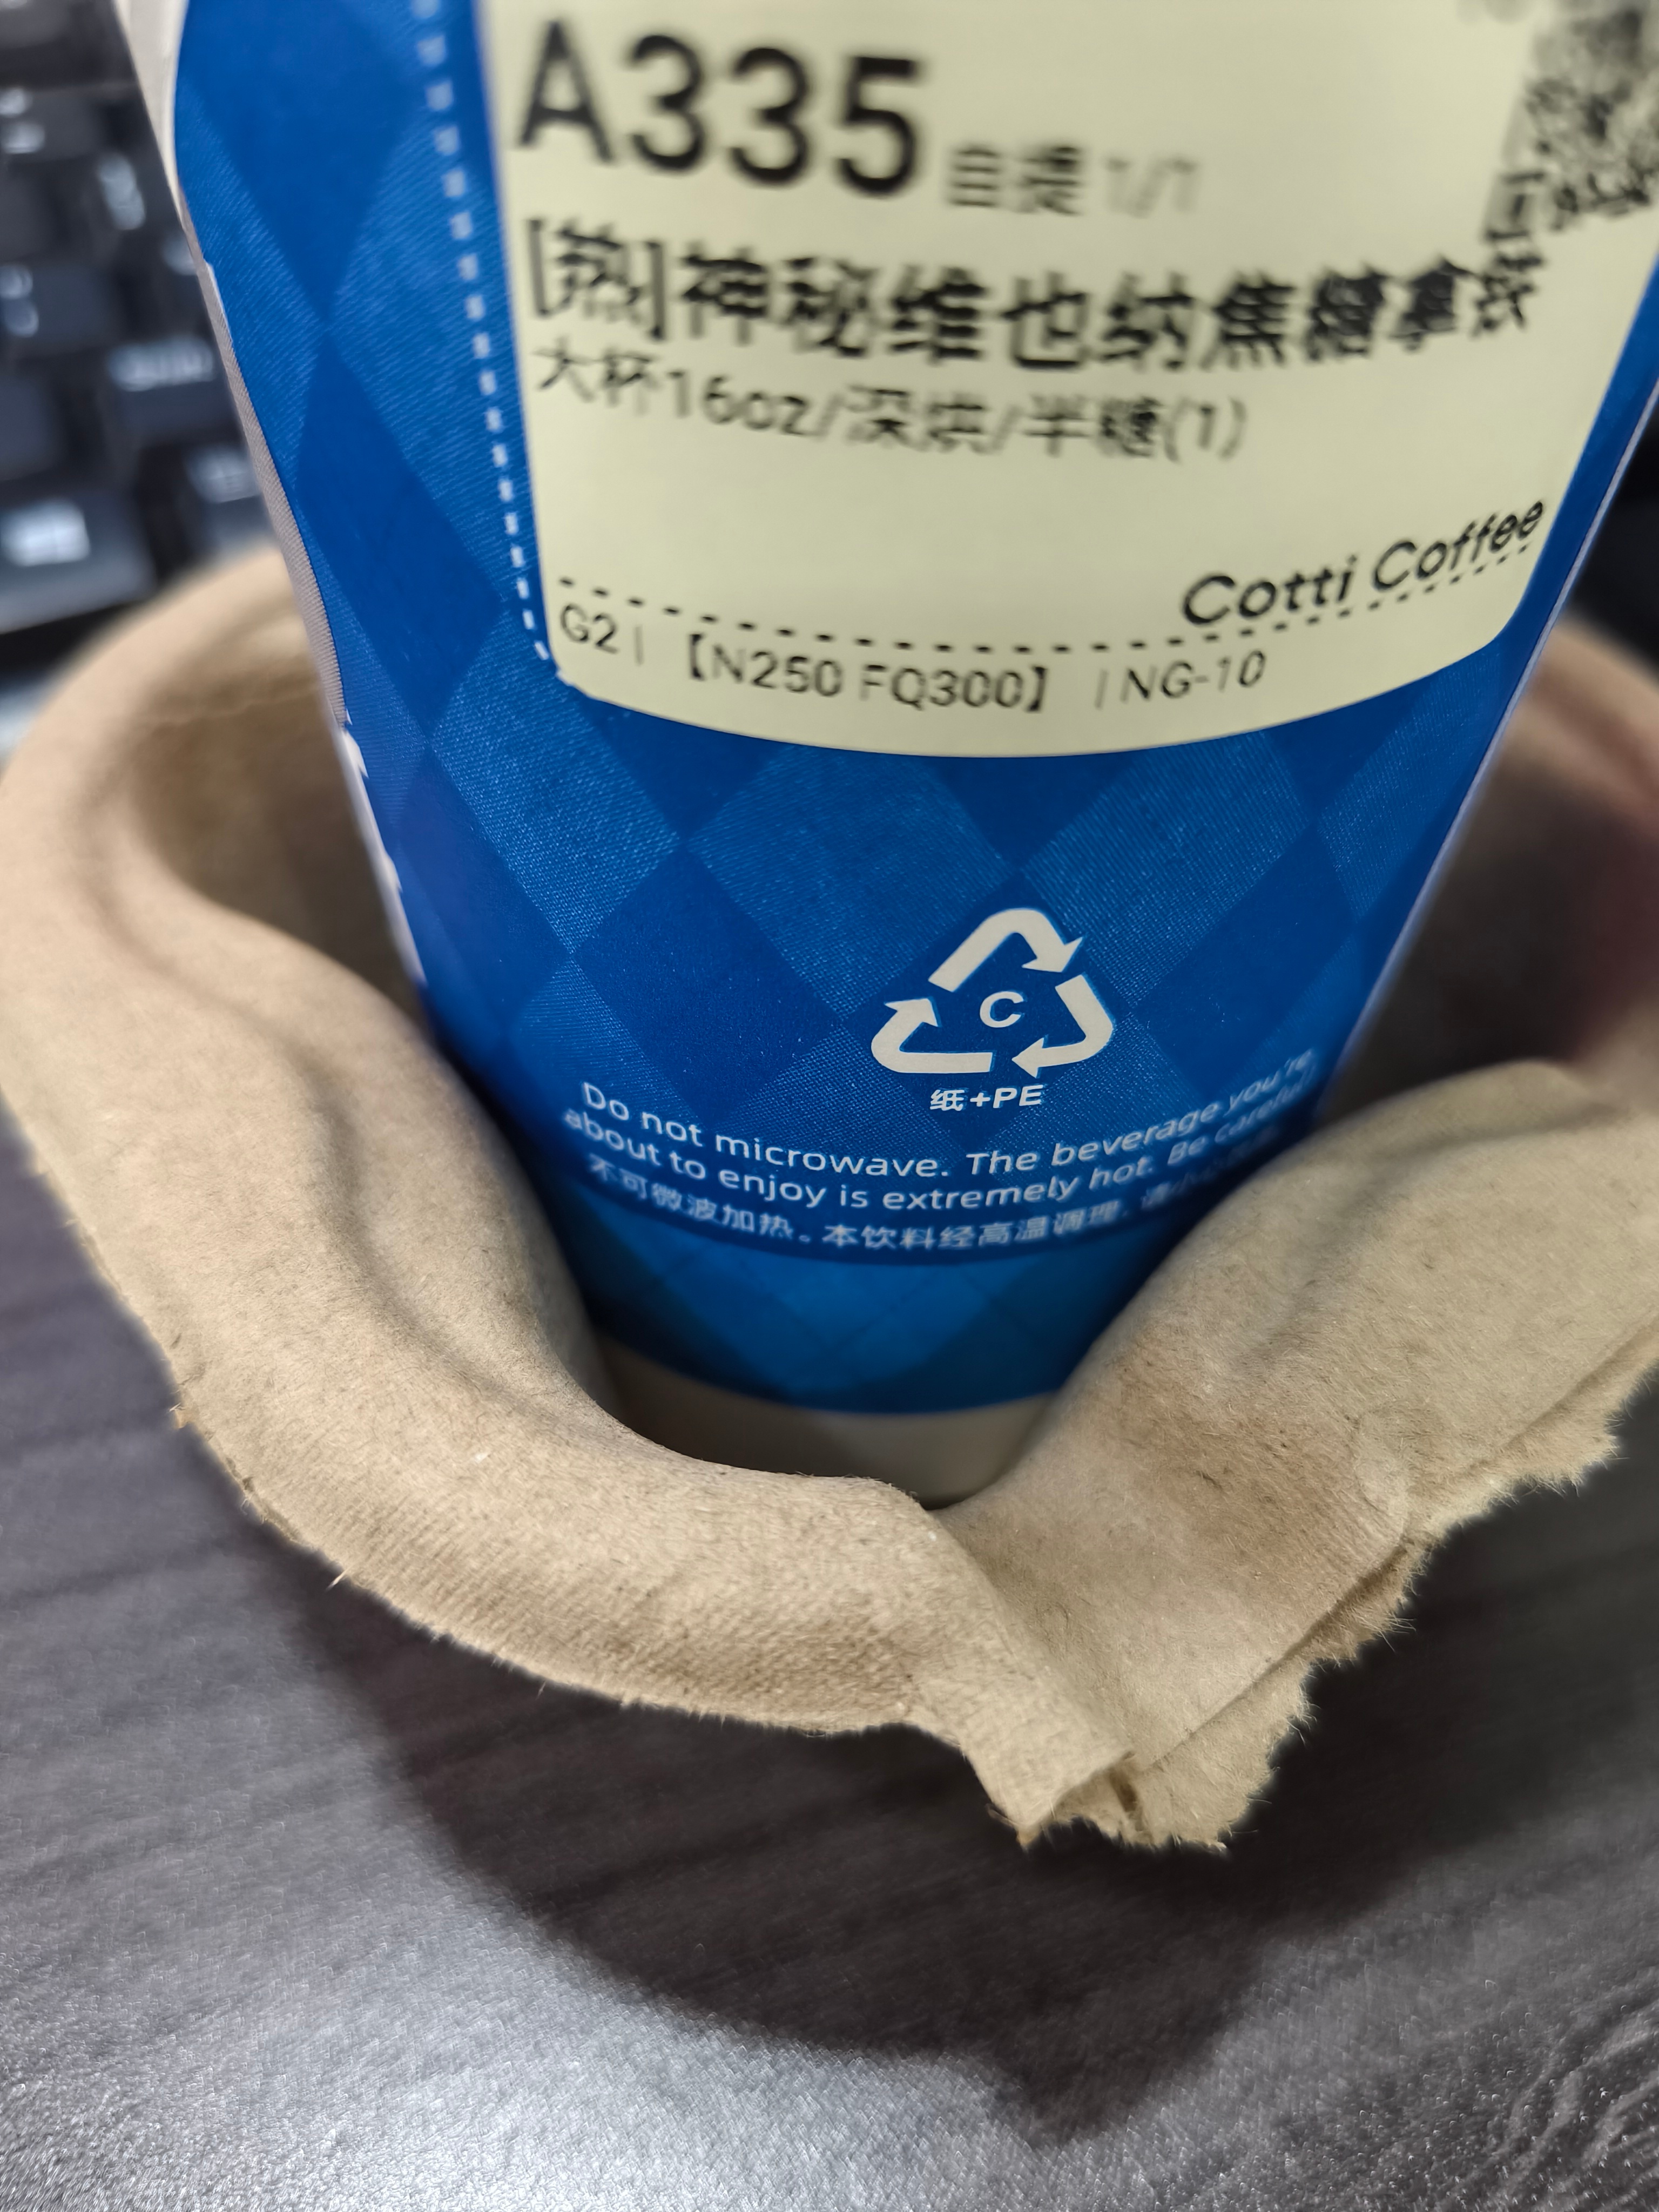 A335 自提 1/1
[热]神秘维也纳焦糖拿铁
大杯16oz/深烘/半糖(1)
Cotti Coffee
G2 | 【N250 FQ300】 | NG-10
C
纸+PE
Do not microwave. The beverage you're
about to enjoy is extremely hot. Be careful!
不可微波加热。本饮料经高温调理，请小心